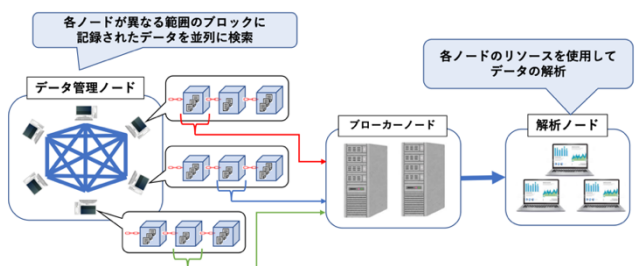 各ノードが異なる範囲のブロックに
記録されたデータを並列に検索
各ノードのリソースを使用して
データの解析
データ管理ノード
ブローカーノード
解析ノード